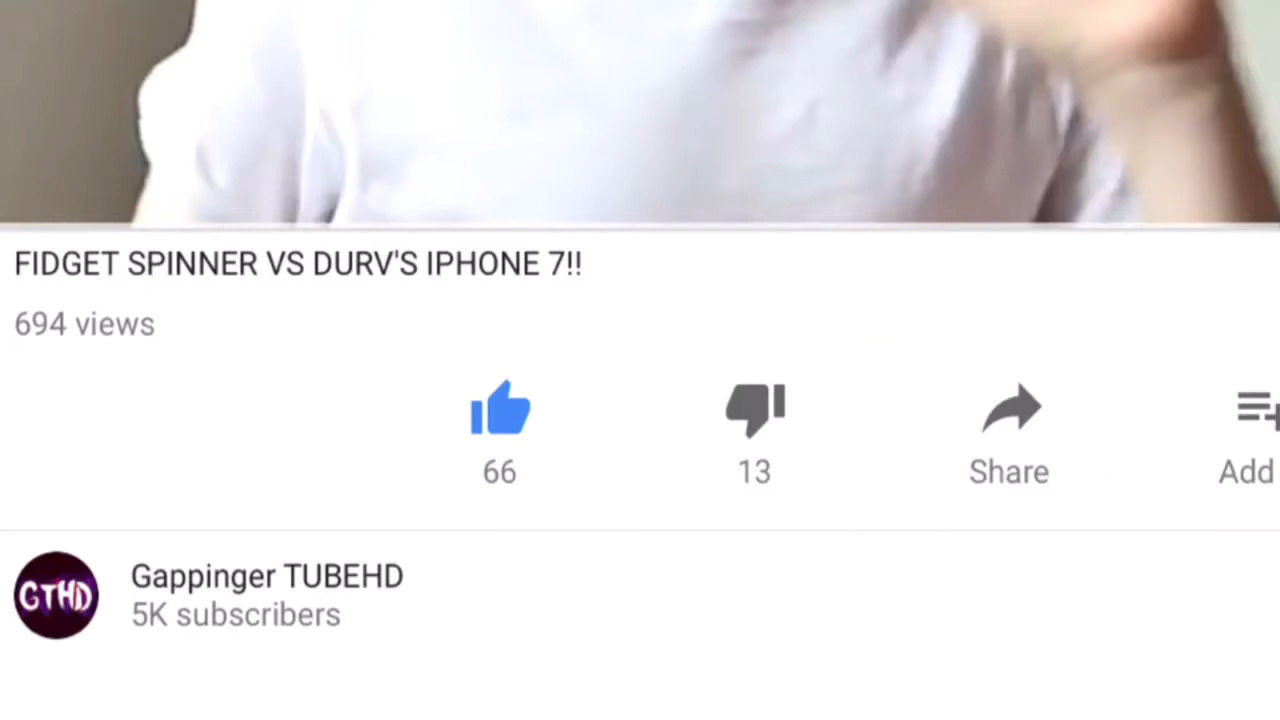 FIDGET SPINNER VS DURV'S IPHONE 7!!
694 views
66
13
Share
Add
GTHD
Gappinger TUBEHD
5K subscribers